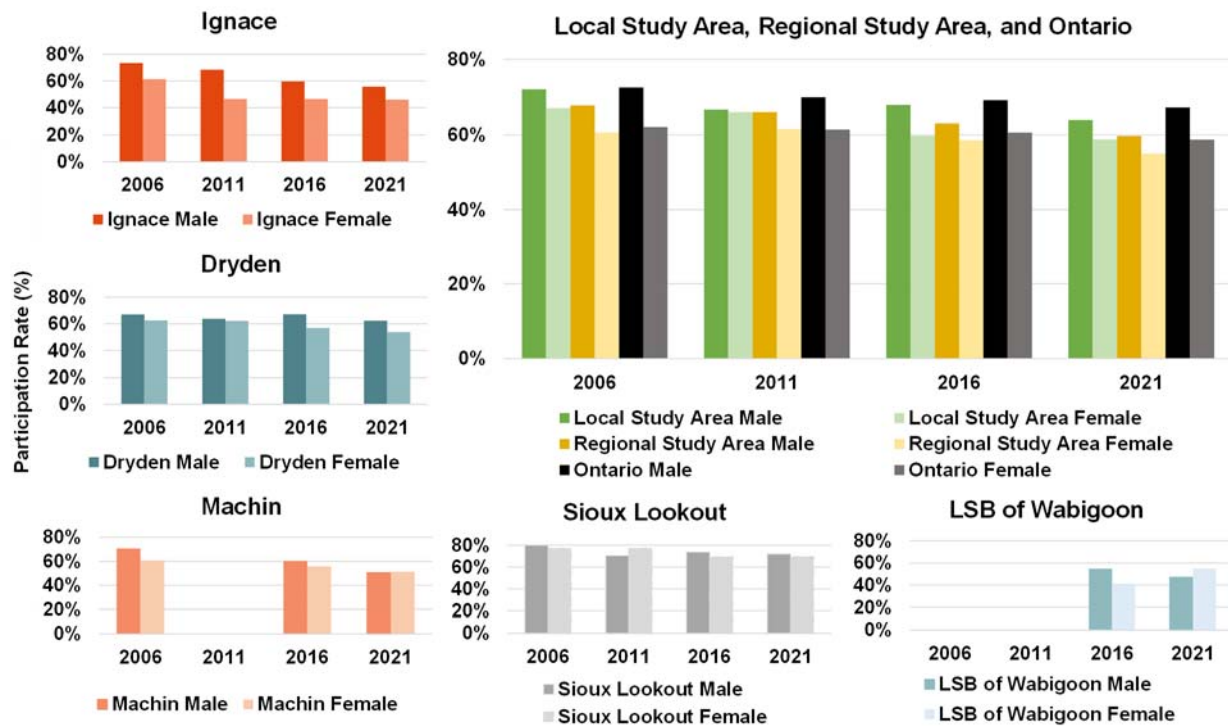 Participation Rate (%)
Ignace
80%
60%
40%
20%
0%
2006 2011 2016 2021
Ignace Male Ignace Female
Local Study Area, Regional Study Area, and Ontario
80%
60%
40%
20%
0%
2006 2011 2016 2021
Local Study Area Male Local Study Area Female
Regional Study Area Male Regional Study Area Female
Ontario Male Ontario Female
Dryden
80%
60%
40%
20%
0%
2006 2011 2016 2021
Dryden Male Dryden Female
Machin
80%
60%
40%
20%
0%
2006 2011 2016 2021
Machin Male Machin Female
Sioux Lookout
80%
60%
40%
20%
0%
2006 2011 2016 2021
Sioux Lookout Male
Sioux Lookout Female
LSB of Wabigoon
80%
60%
40%
20%
0%
2006 2011 2016 2021
LSB of Wabigoon Male
LSB of Wabigoon Female